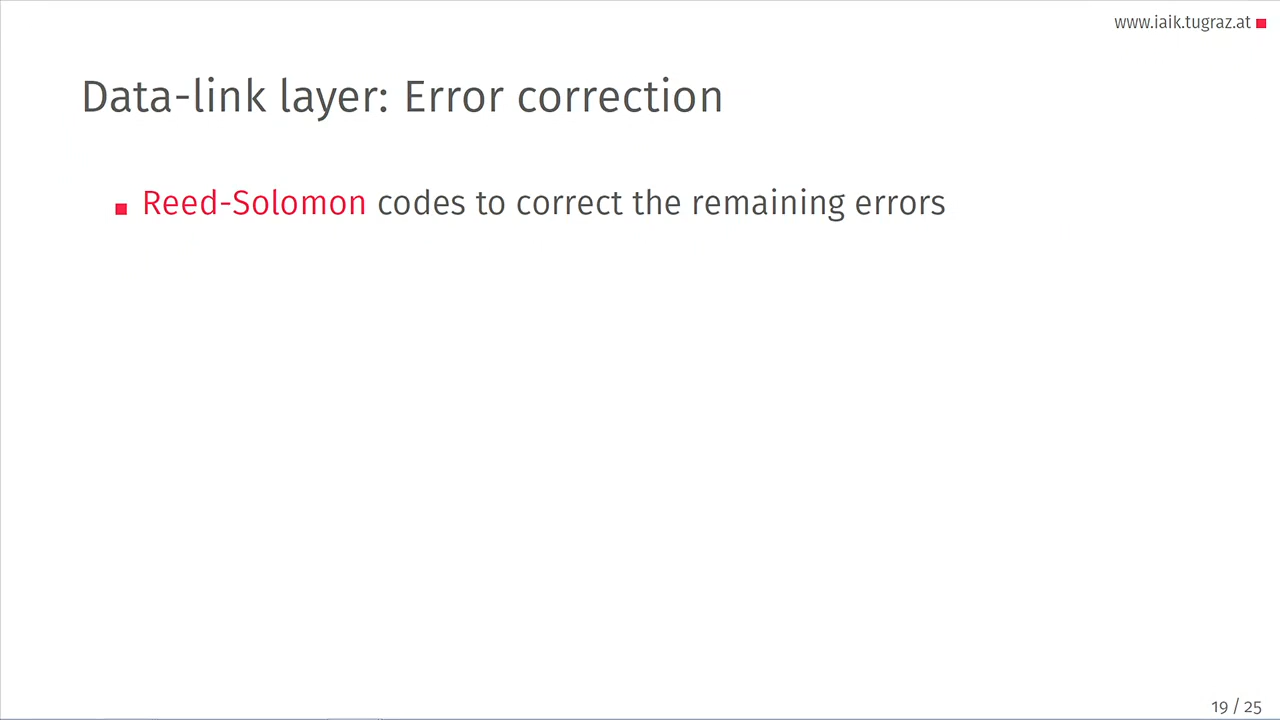 www.iaik.tugraz.at
Data-link layer: Error correction
Reed-Solomon codes to correct the remaining errors
19 / 25